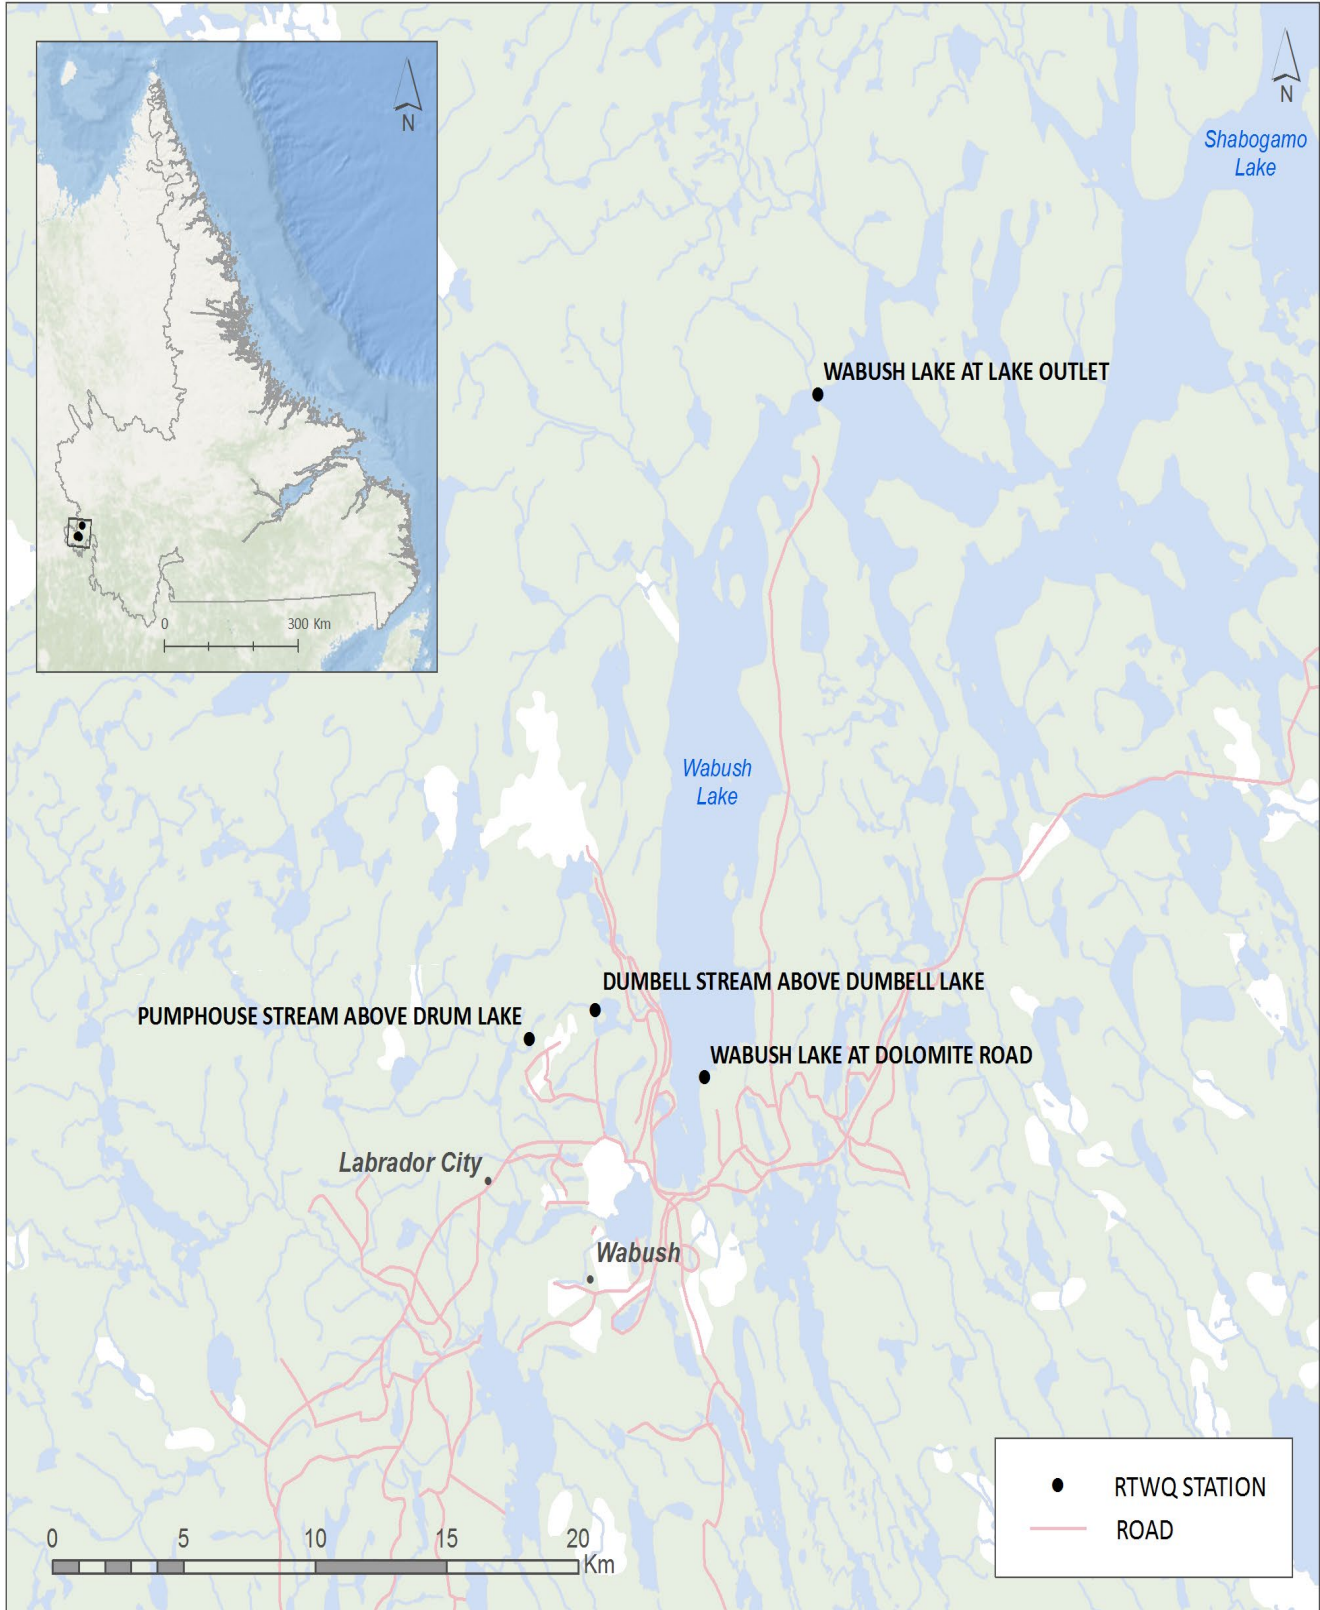 N
N
Shabogamo
Lake
WABUSH LAKE AT LAKE OUTLET
0
300 Km
Wabush
Lake
DUMBELL STREAM ABOVE DUMBELL LAKE
PUMPHOUSE STREAM ABOVE DRUM LAKE
WABUSH LAKE AT DOLOMITE ROAD
Labrador City
Wabush
RTWQ STATION
ROAD
0 5 10 15 20
Km